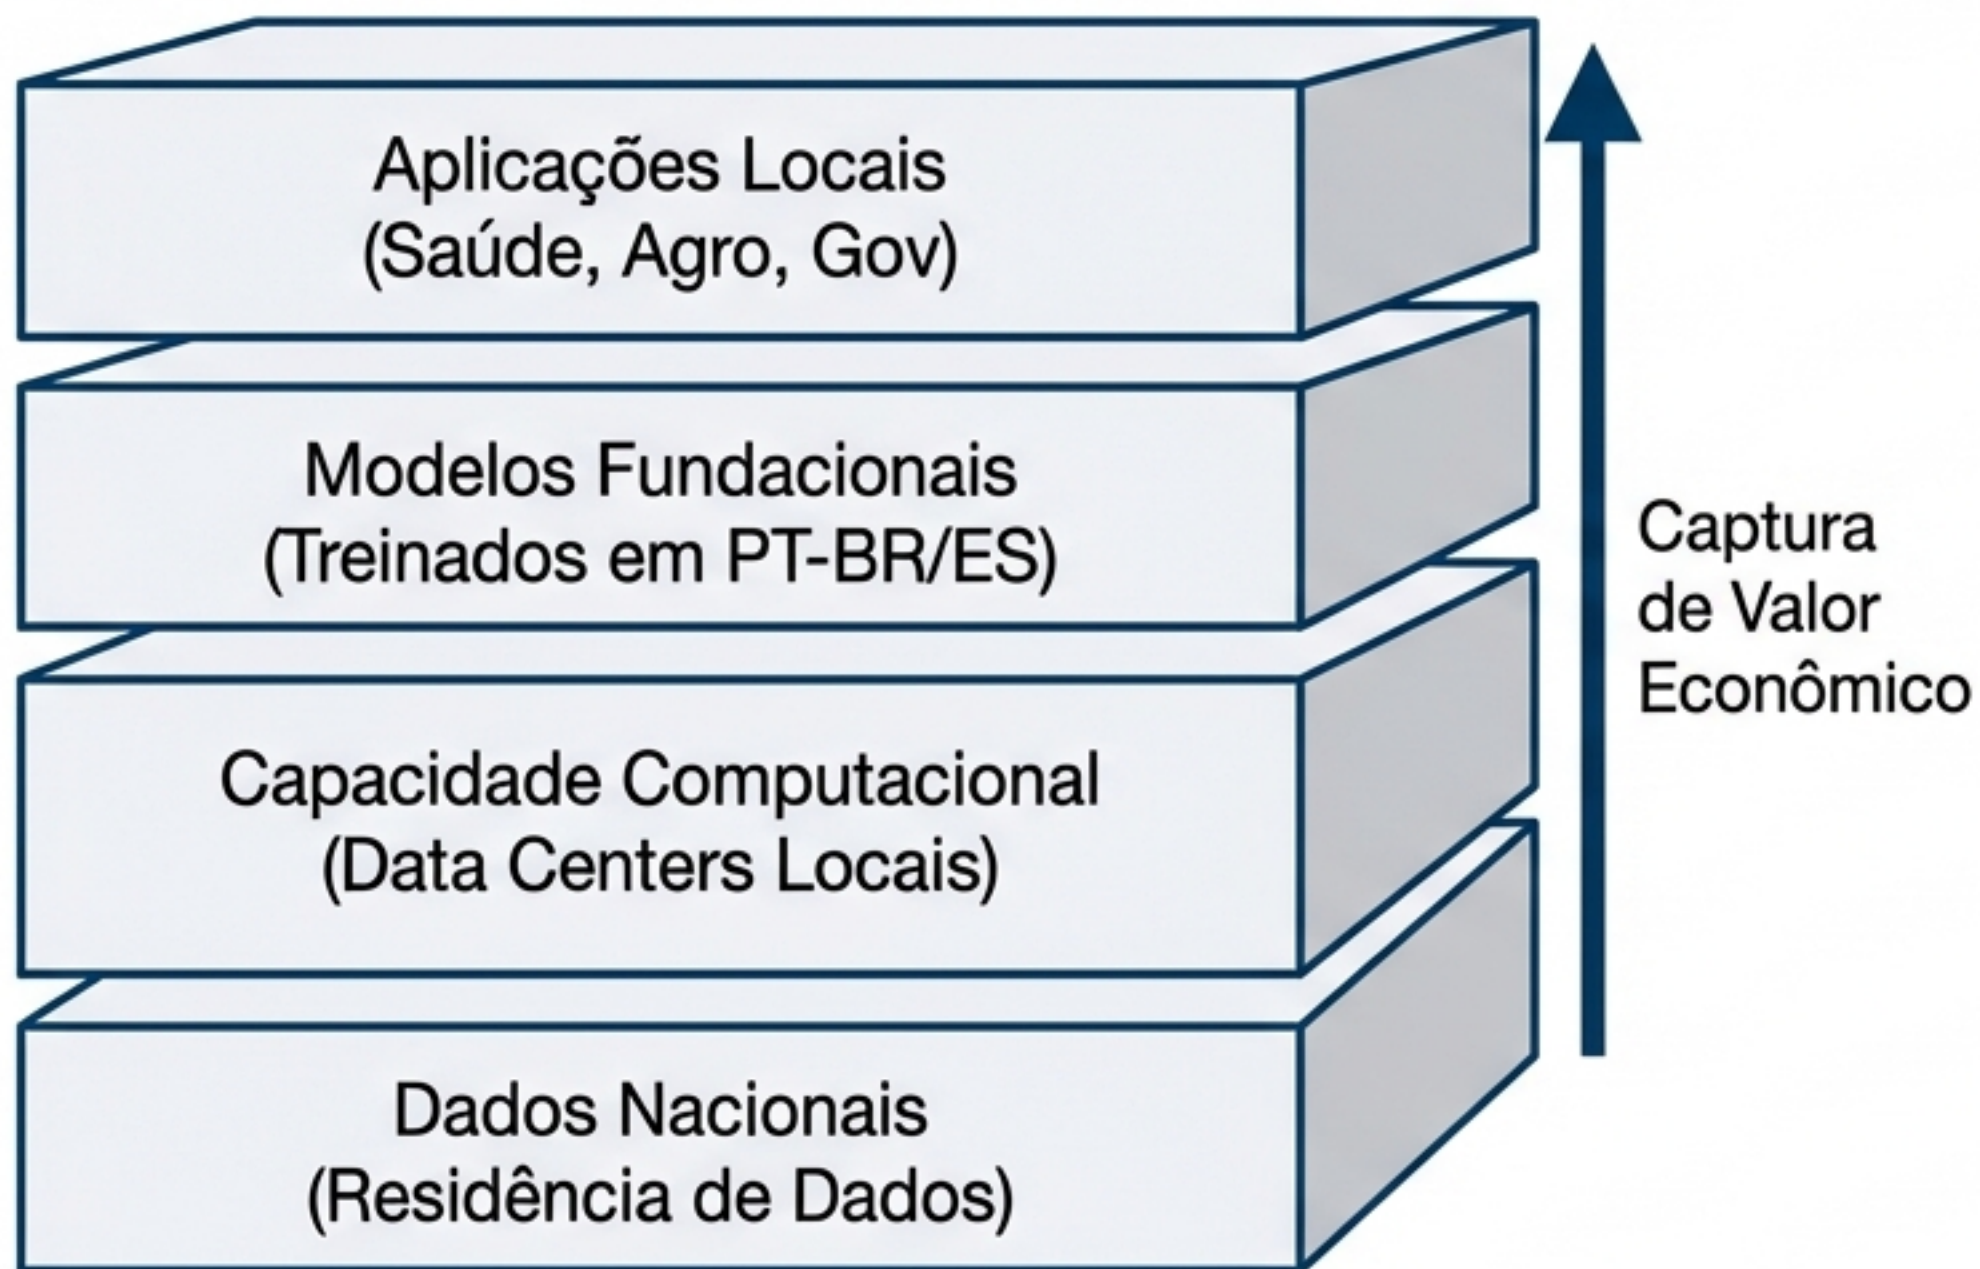 Aplicações Locais
(Saúde, Agro, Gov)
Modelos Fundacionais
(Treinados em PT-BR/ES)
Capacidade Computacional
(Data Centers Locais)
Dados Nacionais
(Residência de Dados)
Captura
de Valor
Econômico